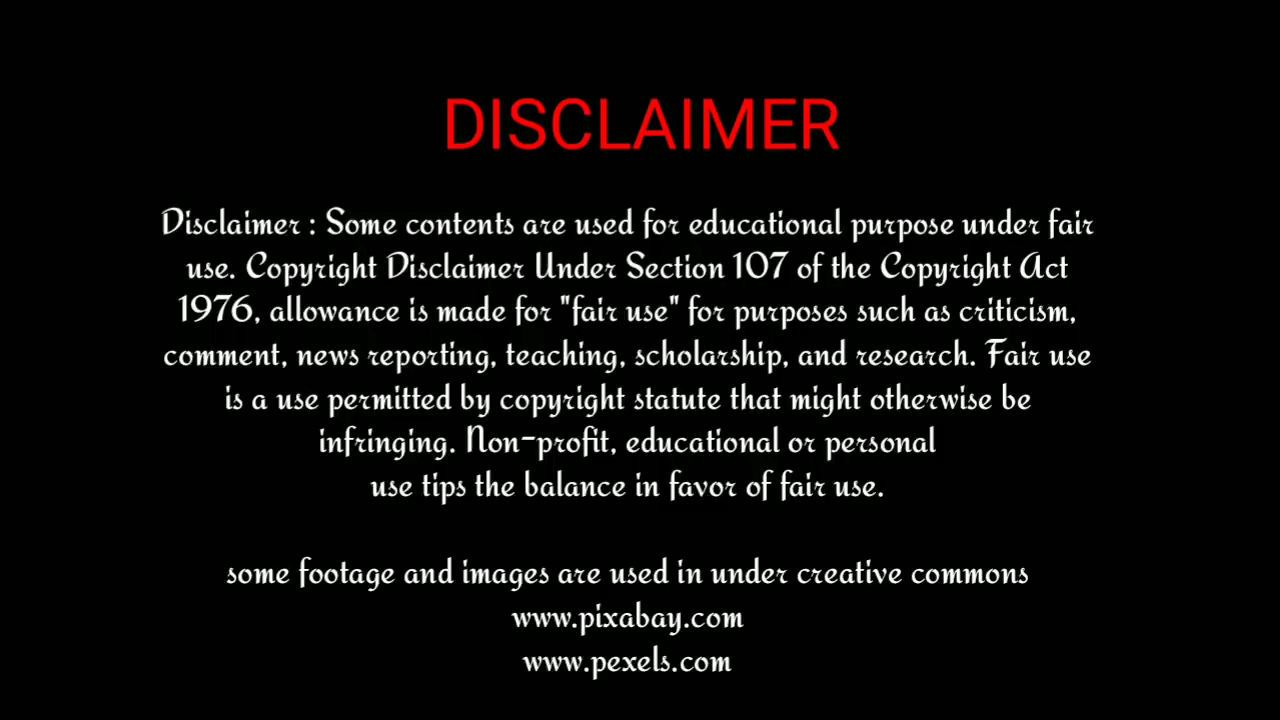 DISCLAIMER
Disclaimer : Some contents are used for educational purpose under fair
use. Copyright Disclaimer Under Section 107 of the Copyright Act
1976, allowance is made for "fair use" for purposes such as criticism,
comment, news reporting, teaching, scholarship, and research. Fair use
is a use permitted by copyright statute that might otherwise be
infringing. Non-profit, educational or personal
use tips the balance in favor of fair use.
some footage and images are used in under creative commons
www.pixabay.com
www.pexels.com